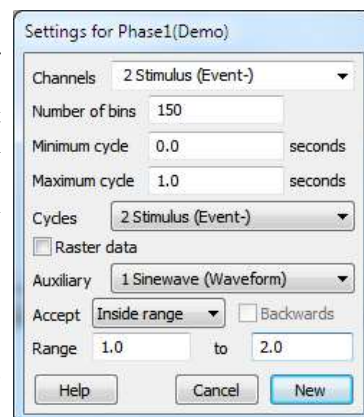 Settings for Phase1(Demo)
Channels 2 Stimulus (Event-)
Number of bins 150
Minimum cycle 0.0 seconds
Maximum cycle 1.0 seconds
Cycles 2 Stimulus (Event-)
Raster data
Auxiliary 1 Sinewave (Waveform)
Accept Inside range Backwards
Range 1.0 to 2.0
Help Cancel New